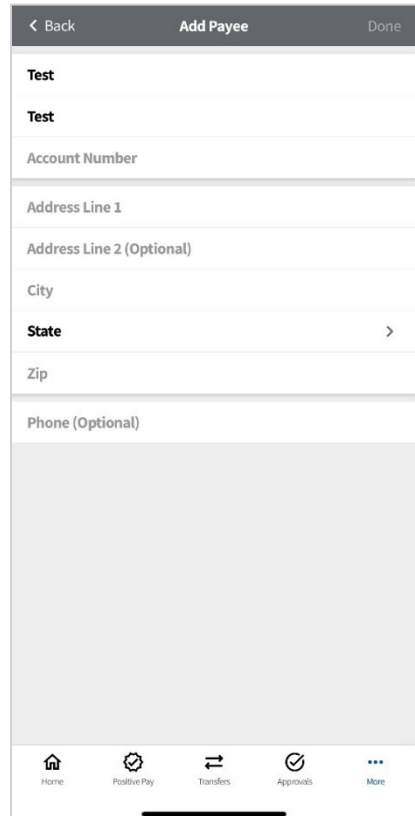 Back Add Payee Done
Test
Test
Account Number
Address Line 1
Address Line 2 (Optional)
City
State
Zip
Phone (Optional)
Home Positive Pay Transfers Approvals More